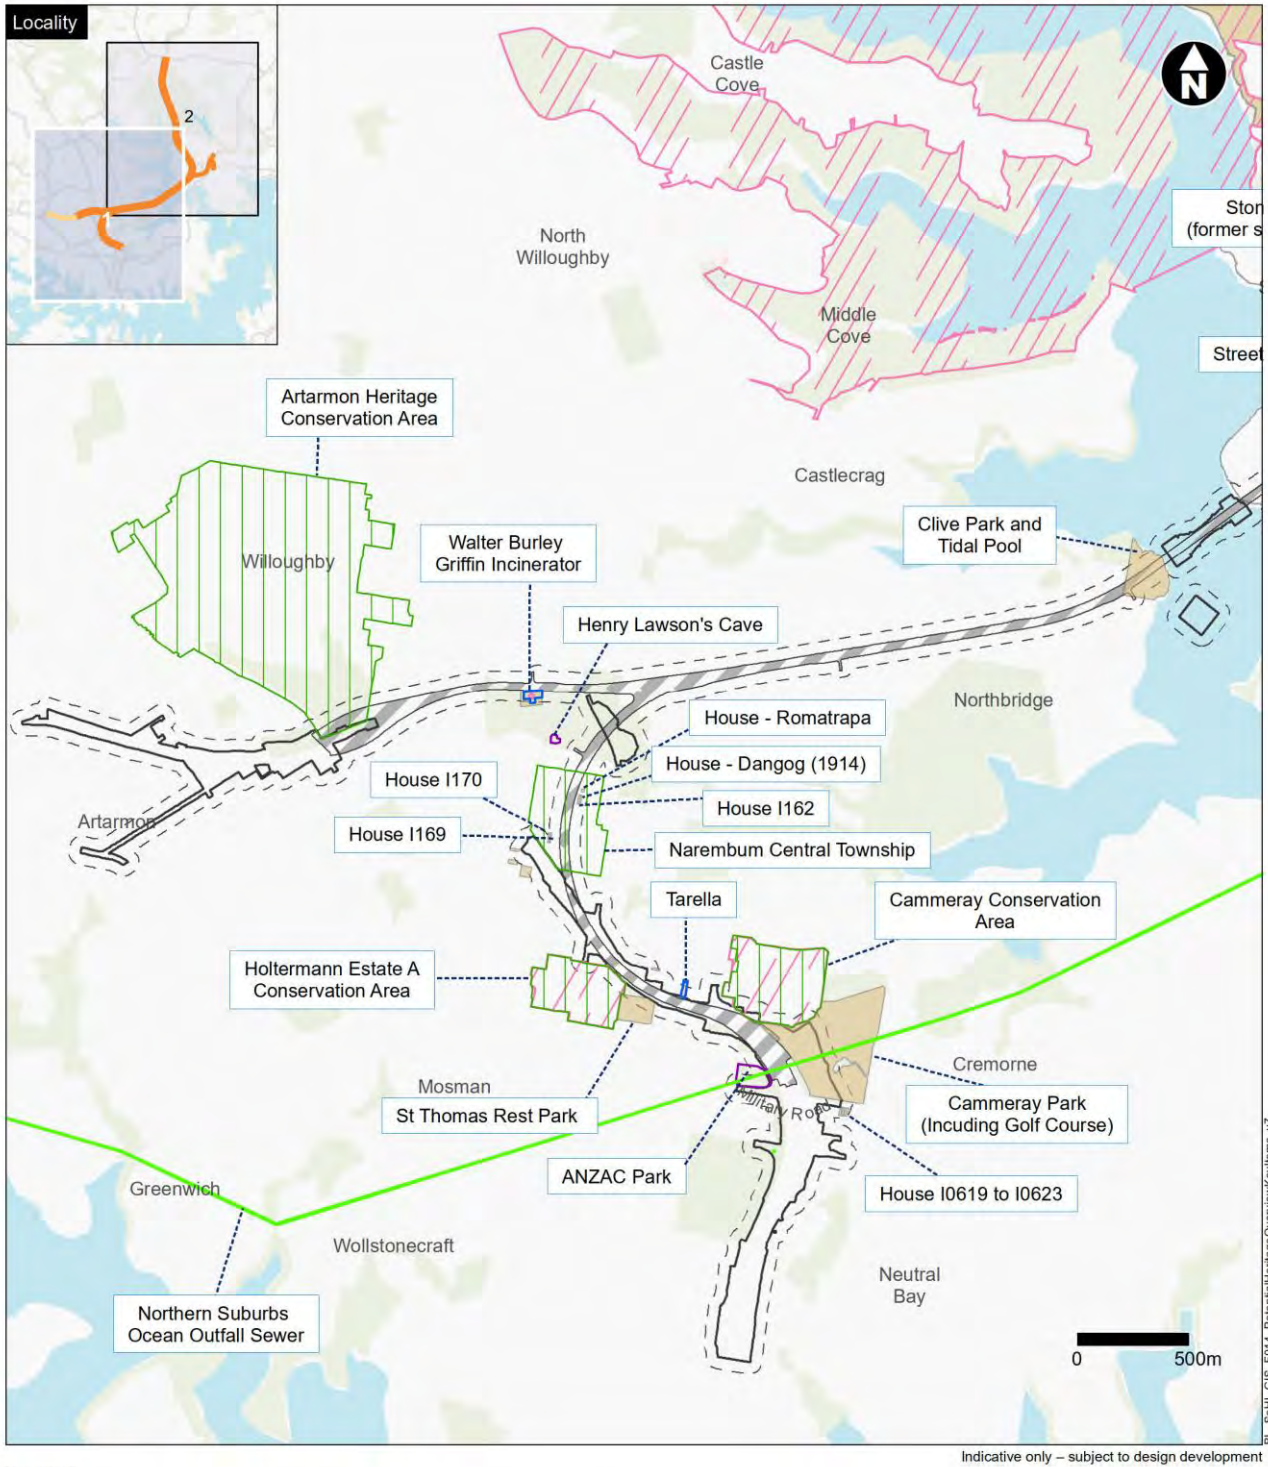 Locality
2
1
N
Castle
Cove
Ston
(former s
North
Willoughby
Middle
Cove
Street
Artarmon Heritage
Conservation Area
Castlecrag
Clive Park and
Tidal Pool
Walter Burley
Griffin Incinerator
Willoughby
Henry Lawson's Cave
Northbridge
House - Romatrapa
House - Dangog (1914)
House I170
House I162
Artarmon
House I169
Narembum Central Township
Tarella
Cammeray Conservation
Area
Holtermann Estate A
Conservation Area
Cremorne
Mosman
St Thomas Rest Park
Military Road
Cammeray Park
(Incuding Golf Course)
ANZAC Park
House I0619 to I0623
Greenwich
Wollstonecraft
Neutral
Bay
Northern Suburbs
Ocean Outfall Sewer
0 500m
Indicative only – subject to design development